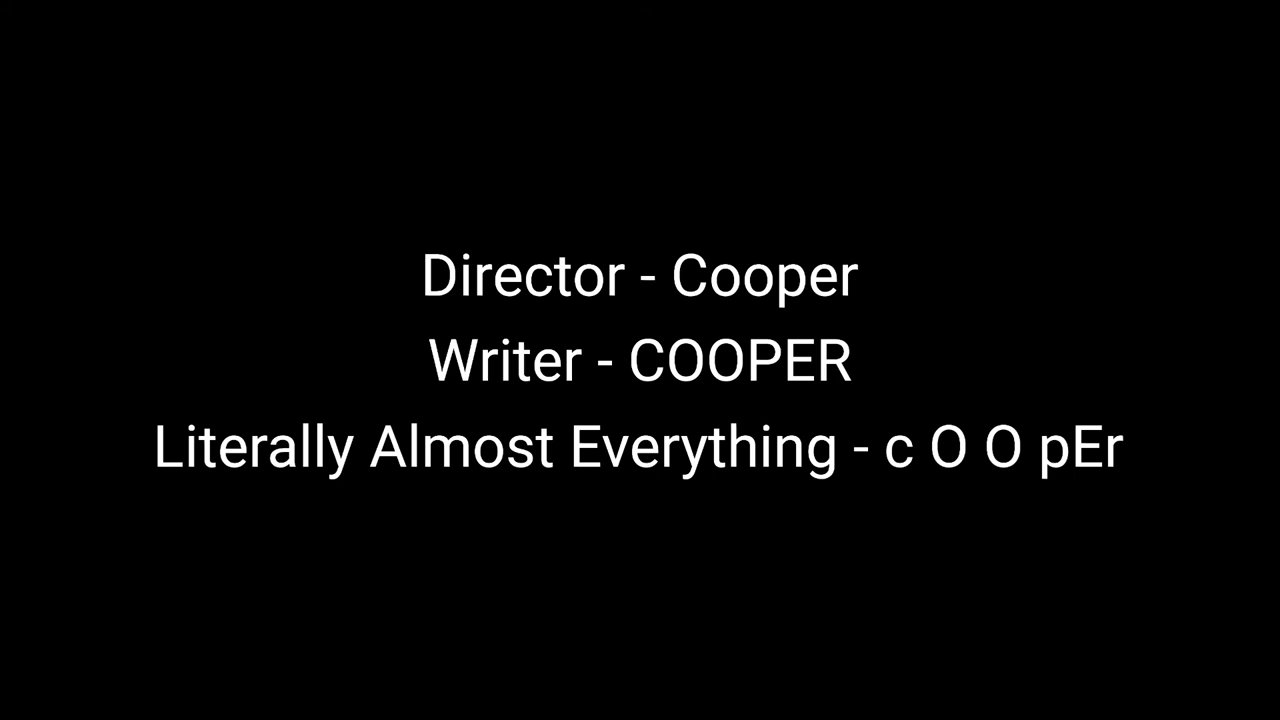 Director - Cooper
Writer - COOPER
Literally Almost Everything - c O O pEr